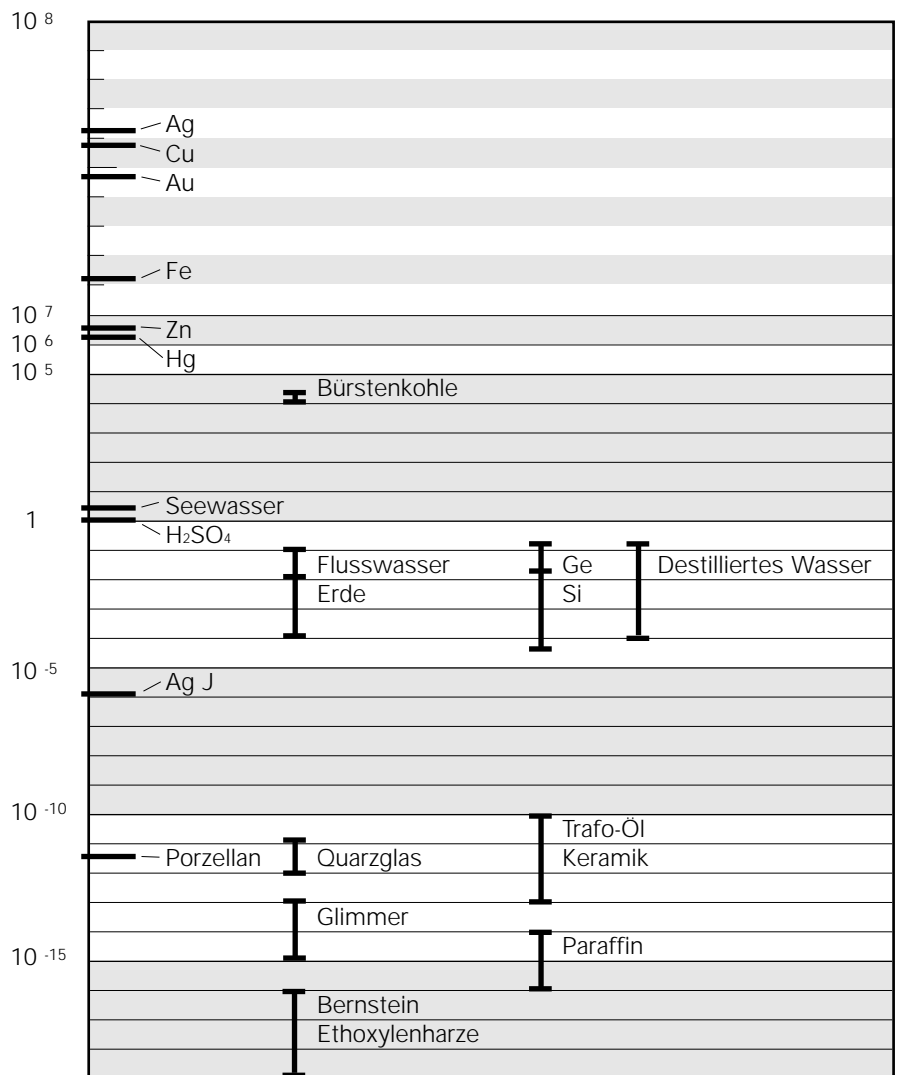 10 8
Ag
Cu
Au
Fe
10 7
Zn
10 6
Hg
10 5
Bürstenkohle
Seewasser
1
H₂SO₄
Flusswasser Ge Destilliertes Wasser
Erde Si
10 -5
Ag J
10 -10
Trafo-Öl
Porzellan Quarzglas Keramik
Glimmer
Paraffin
10 -15
Bernstein
Ethoxylenharze